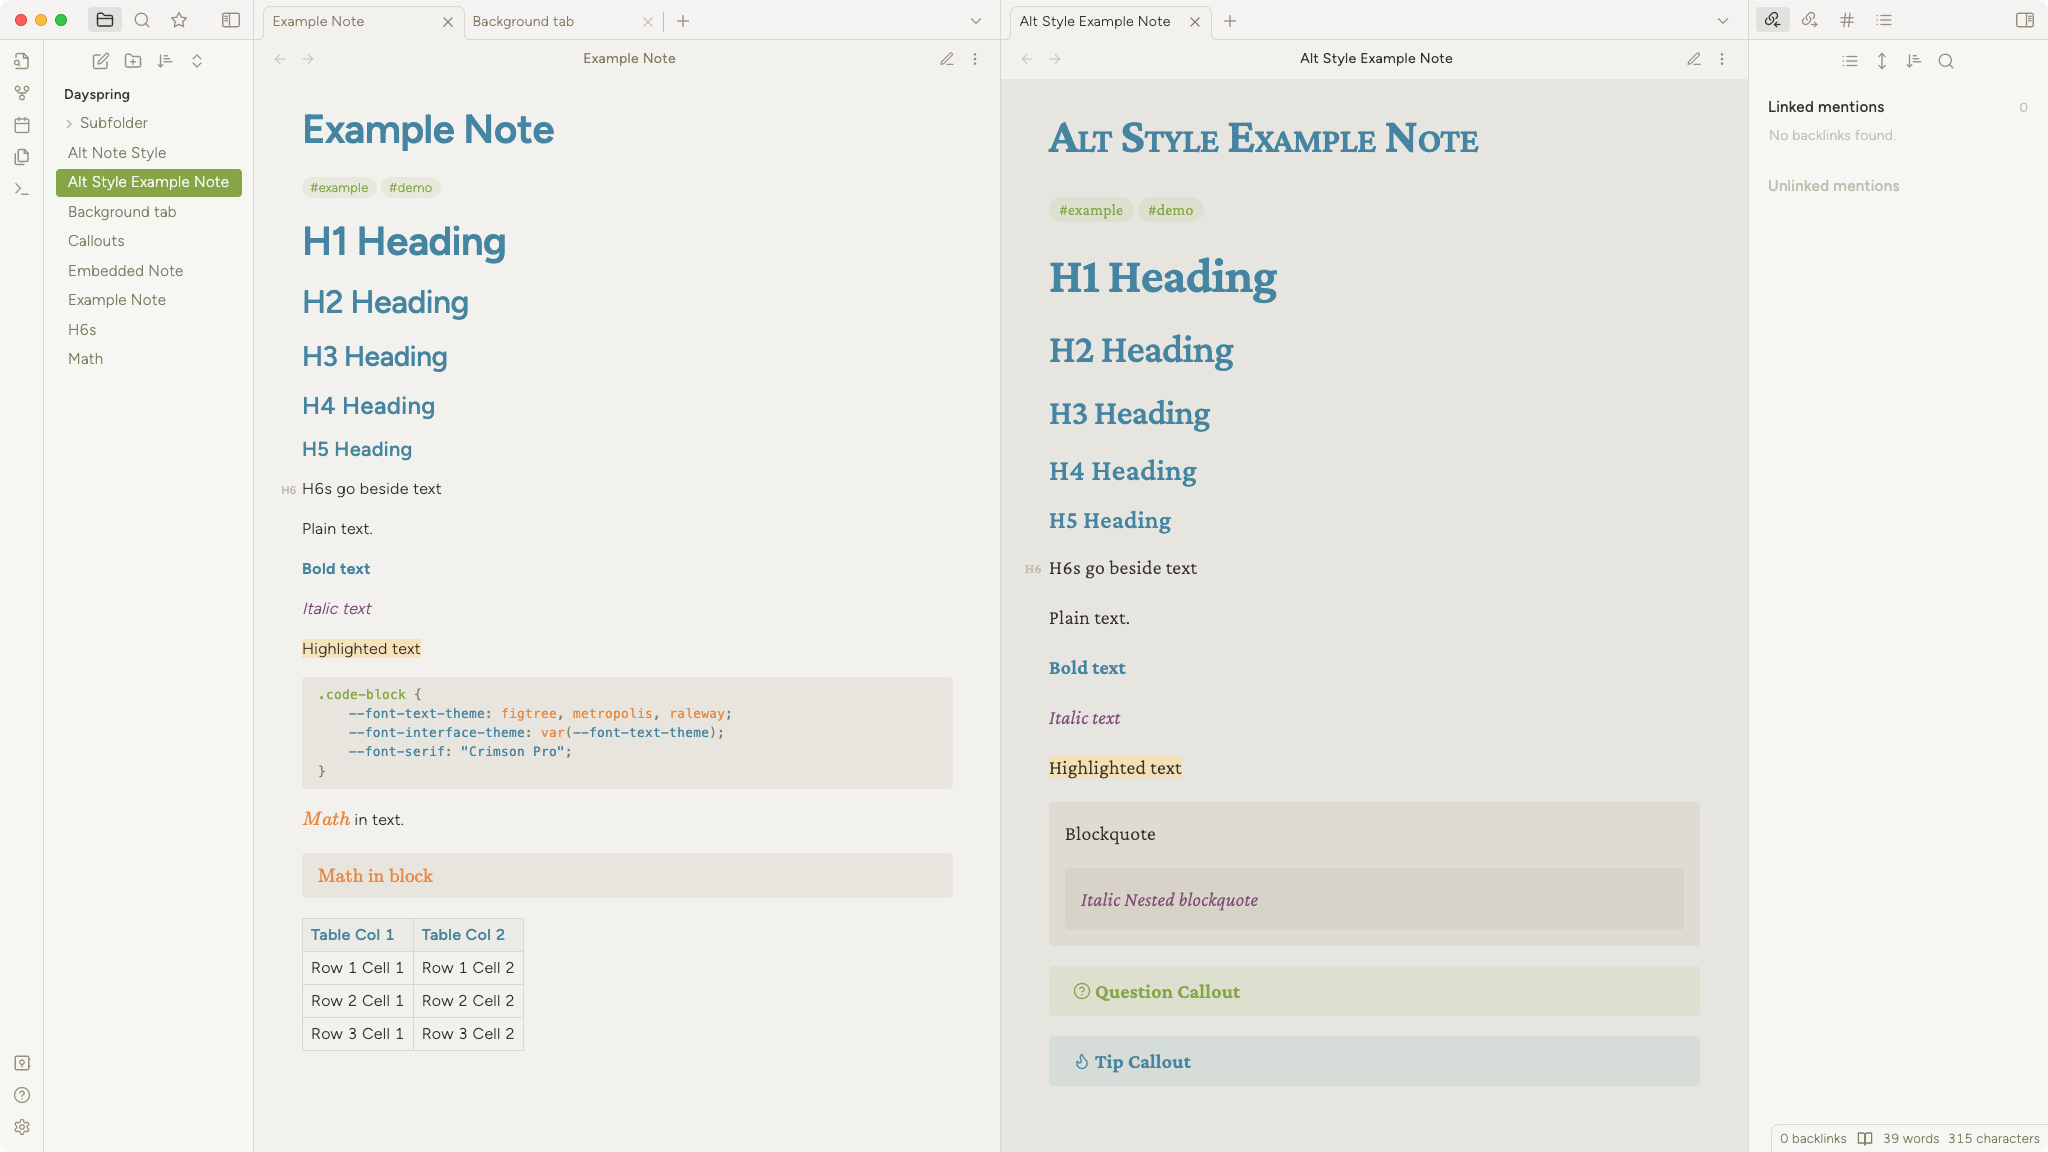 Example Note
Background tab
Alt Style Example Note
Dayspring
Subfolder
Alt Note Style
Alt Style Example Note
Background tab
Callouts
Embedded Note
Example Note
H6s
Math
Example Note
Example Note
#example #demo
H1 Heading
H2 Heading
H3 Heading
H4 Heading
H5 Heading
H6 H6s go beside text
Plain text.
Bold text
Italic text
Highlighted text
.code-block {
--font-text-theme: figtree, metropolis, raleway;
--font-interface-theme: var(--font-text-theme);
--font-serif: "Crimson Pro";
}
Math in text.
Math in block
Table Col 1 Table Col 2
Row 1 Cell 1 Row 1 Cell 2
Row 2 Cell 1 Row 2 Cell 2
Row 3 Cell 1 Row 3 Cell 2
Alt Style Example Note
Alt Style Example Note
#example #demo
H1 Heading
H2 Heading
H3 Heading
H4 Heading
H5 Heading
H6 H6s go beside text
Plain text.
Bold text
Italic text
Highlighted text
Blockquote
Italic Nested blockquote
Question Callout
Tip Callout
Linked mentions 0
No backlinks found.
Unlinked mentions
0 backlinks 39 words 315 characters